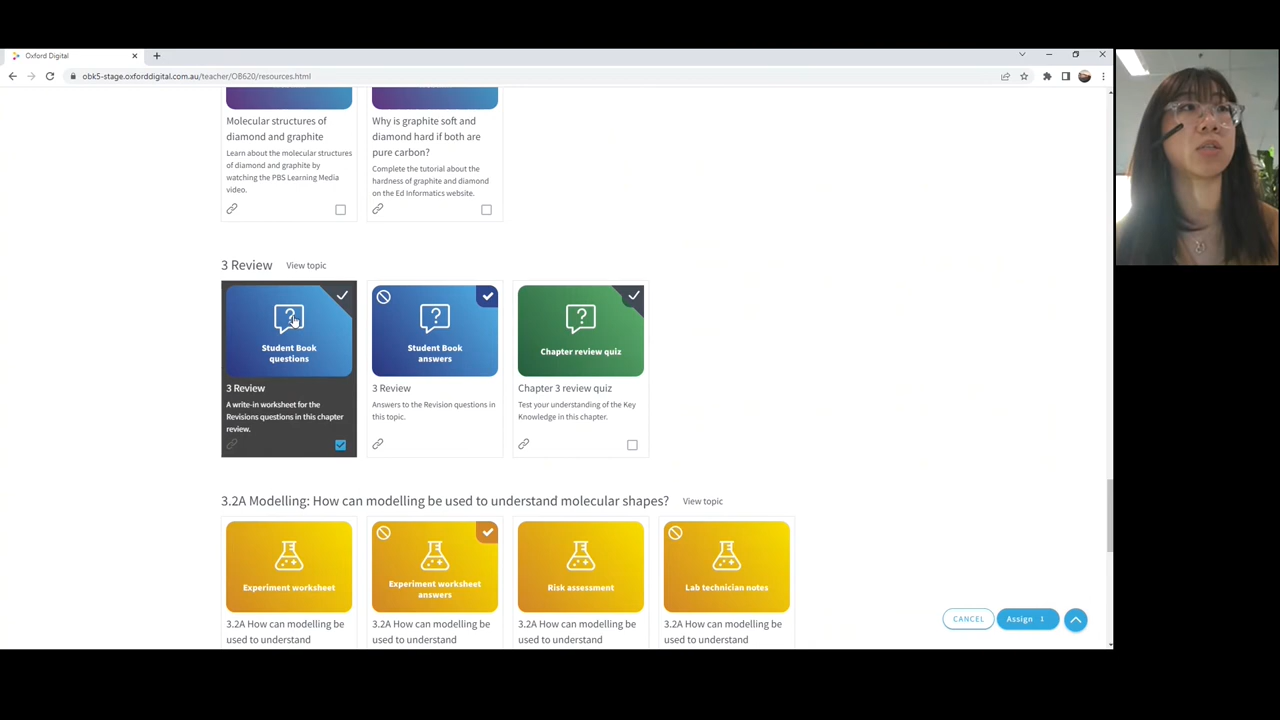 Oxford Digital
obk5-stage.oxforddigital.com.au/teacher/OB620/resources.html
Molecular structures of
diamond and graphite
Learn about the molecular structures
of diamond and graphite by
watching the PBS Learning Media
video.
Why is graphite soft and
diamond hard if both are
pure carbon?
Complete the tutorial about the
hardness of graphite and diamond
on the Ed Informatics website.
3 Review View topic
Student Book
questions
3 Review
A write-in worksheet for the
Revisions questions in this chapter
review.
Student Book
answers
3 Review
Answers to the Revision questions in
this topic.
Chapter review quiz
Chapter 3 review quiz
Test your understanding of the Key
Knowledge in this chapter.
3.2A Modelling: How can modelling be used to understand molecular shapes? View topic
Experiment worksheet
3.2A How can modelling be
used to understand
Experiment worksheet
answers
3.2A How can modelling be
used to understand
Risk assessment
3.2A How can modelling be
used to understand
Lab technician notes
3.2A How can modelling be
used to understand
CANCEL
Assign 1